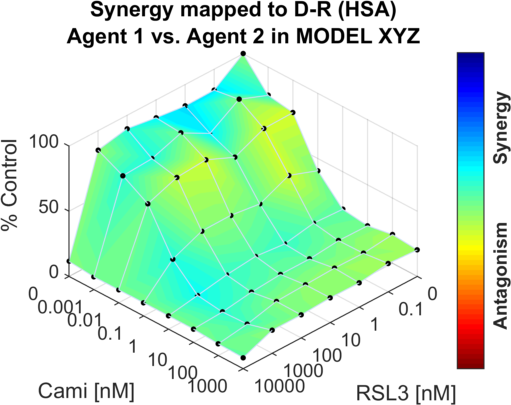 Synergy mapped to D-R (HSA)
Agent 1 vs. Agent 2 in MODEL XYZ
% Control
100
50
0
0
0.001
0.01
0.1
1
10
100
1000
Cami [nM]
10000
1000
100
10
1
0.1
0
RSL3 [nM]
Synergy
Antagonism